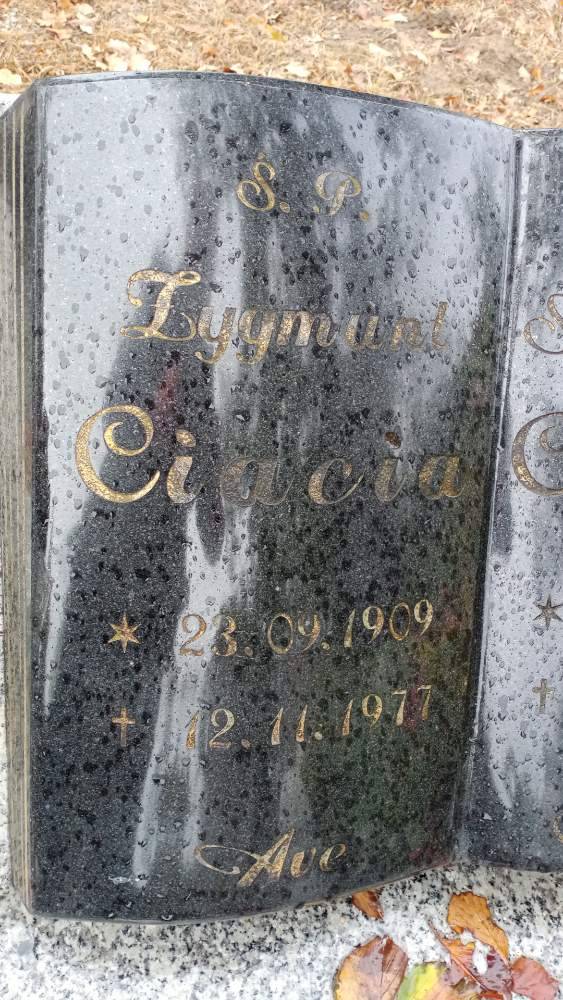 Ś. P.
Zygmunt
Ciacia
* 23.09.1909
✝ 12.11.1977
Ave